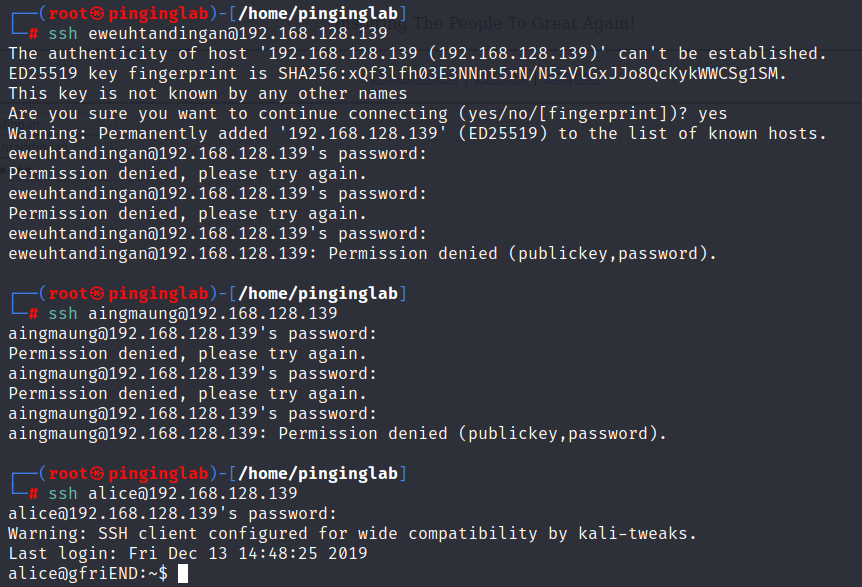 The People To Great Again!
┌──(root㉿pinginglab)-[/home/pinginglab]
└─# ssh eweuhtandingan@192.168.128.139
The authenticity of host '192.168.128.139 (192.168.128.139)' can't be established.
ED25519 key fingerprint is SHA256:xQf3lfh03E3NNnt5rN/N5zVlGxJJo8QcKykWWCSg1SM.
This key is not known by any other names
Are you sure you want to continue connecting (yes/no/[fingerprint])? yes
Warning: Permanently added '192.168.128.139' (ED25519) to the list of known hosts.
eweuhtandingan@192.168.128.139's password:
Permission denied, please try again.
eweuhtandingan@192.168.128.139's password:
Permission denied, please try again.
eweuhtandingan@192.168.128.139's password:
eweuhtandingan@192.168.128.139: Permission denied (publickey,password).
┌──(root㉿pinginglab)-[/home/pinginglab]
└─# ssh aingmaung@192.168.128.139
aingmaung@192.168.128.139's password:
Permission denied, please try again.
aingmaung@192.168.128.139's password:
Permission denied, please try again.
aingmaung@192.168.128.139's password:
aingmaung@192.168.128.139: Permission denied (publickey,password).
┌──(root㉿pinginglab)-[/home/pinginglab]
└─# ssh alice@192.168.128.139
alice@192.168.128.139's password:
Warning: SSH client configured for wide compatibility by kali-tweaks.
Last login: Fri Dec 13 14:48:25 2019
alice@gfriEND:~$